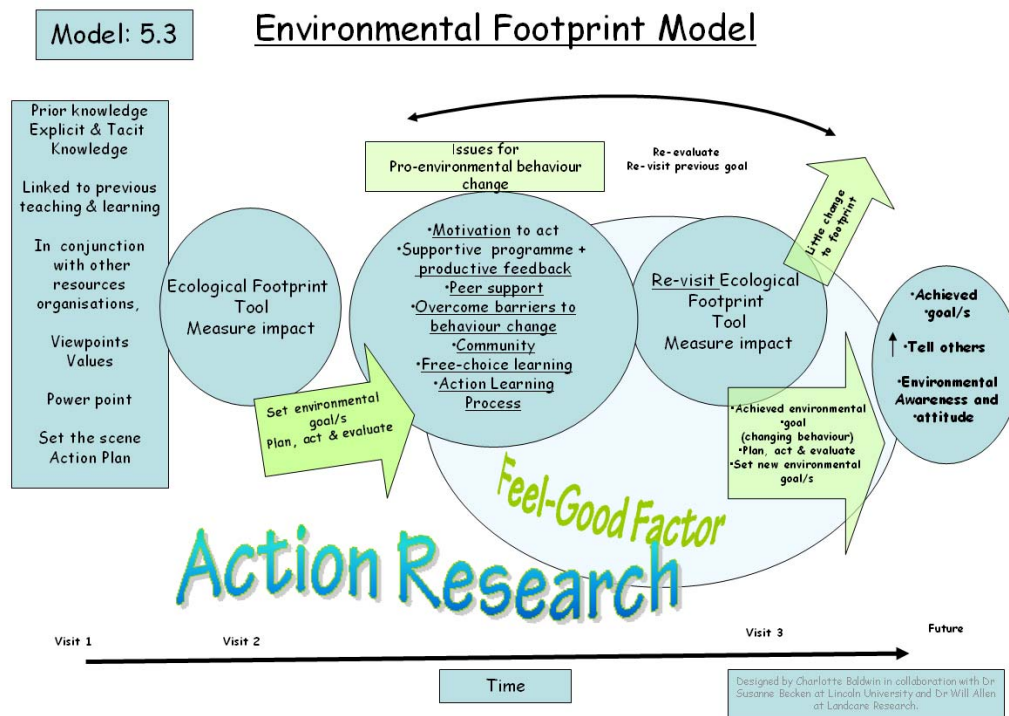 Model: 5.3
Environmental Footprint Model
Prior knowledge
Explicit & Tacit
Knowledge
Linked to previous
teaching & learning
In conjunction
with other
resources
organisations,
Viewpoints
Values
Power point
Set the scene
Action Plan
Ecological Footprint
Tool
Measure impact
Set environmental
goal/s
Plan, act & evaluate
Issues for
Pro-environmental behaviour
change
•Motivation to act
•Supportive programme +
productive feedback
•Peer support
•Overcome barriers to
behaviour change
•Community
•Free-choice learning
•Action Learning
Process
Re-evaluate
Re-visit previous goal
Little change
to footprint
Re-visit Ecological
Footprint
Tool
Measure impact
•Achieved environmental
•goal
(changing behaviour)
•Plan, act & evaluate
•Set new environmental
goal/s
•Achieved
•goal/s
•Tell others
•Environmental
Awareness and
•attitude
Feel-Good Factor
Action Research
Visit 1
Visit 2
Visit 3
Future
Time
Designed by Charlotte Baldwin in collaboration with Dr
Susanne Becken at Lincoln University and Dr Will Allen
at Landcare Research.